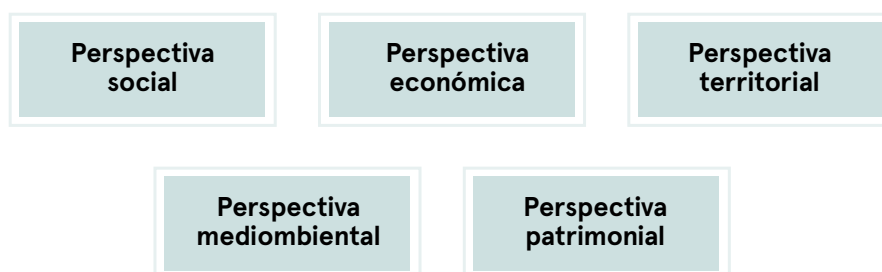 Perspectiva
social
Perspectiva
económica
Perspectiva
territorial
Perspectiva
mediombiental
Perspectiva
patrimonial